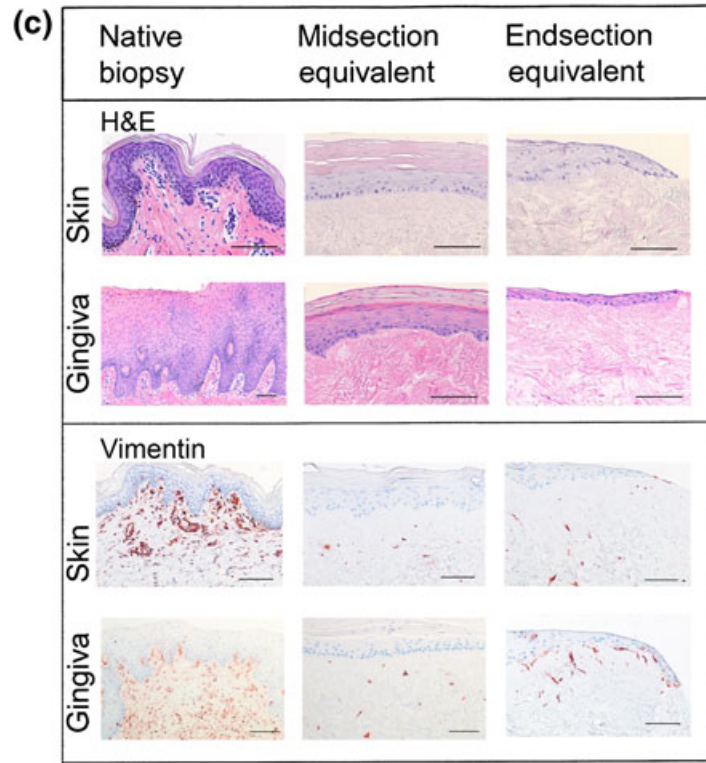 (c)
Native Midsection Endsection
biopsy equivalent equivalent
H&E
Skin
Gingiva
Vimentin
Skin
Gingiva